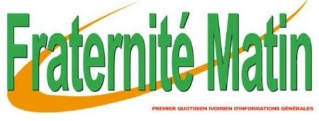 Fraternité Matin
PREMIER QUOTIDIEN IVOIRIEN D'INFORMATIONS GÉNÉRALES